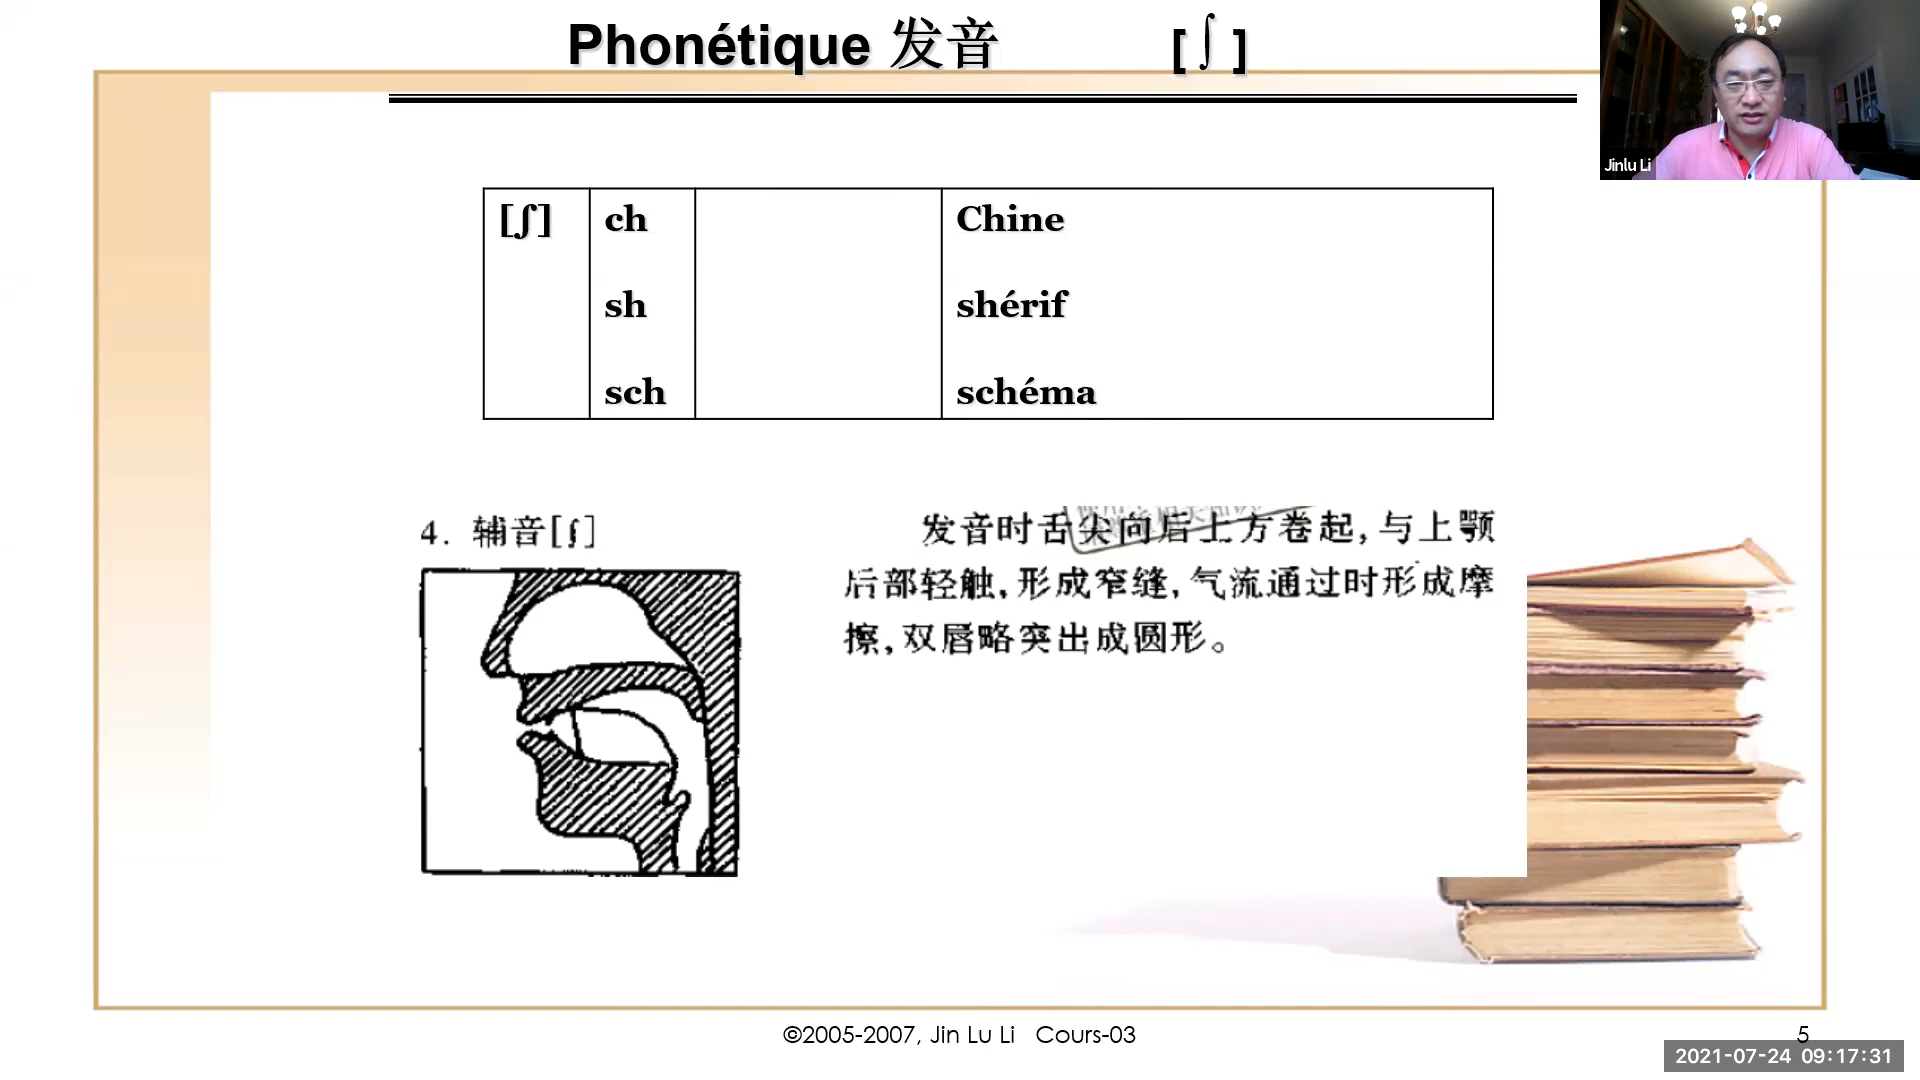 Phonétique 发音 [ʃ]
Jinlu Li
[ʃ] ch Chine
sh shérif
sch schéma
4. 辅音[ʃ]
发音时舌尖向后上方卷起,与上颚
后部轻触,形成窄缝,气流通过时形成摩
擦,双唇略突出成圆形。
©2005-2007, Jin Lu Li Cours-03
5
2021-07-24 09:17:31